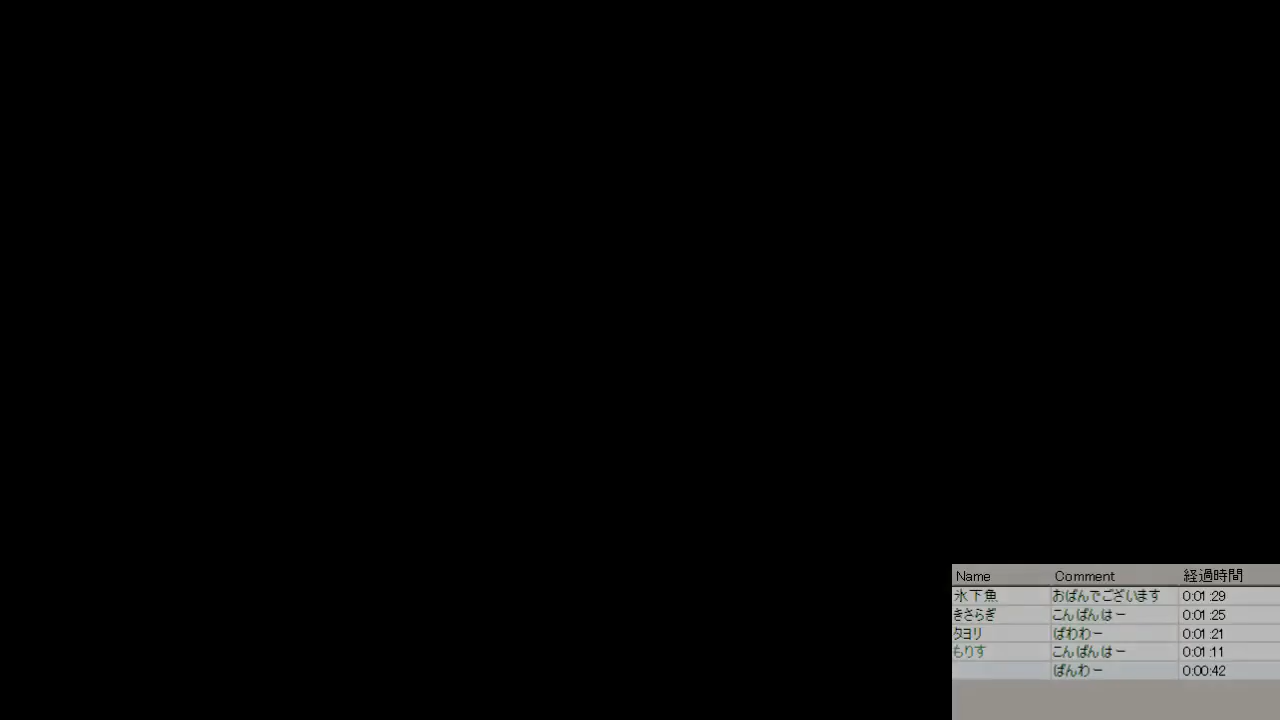 Name Comment 経過時間
氷下魚 おばんでございます 0:01:29
きさらぎ こんばんはー 0:01:25
タヨリ ばわわー 0:01:21
もりす こんばんはー 0:01:11
ばんわー 0:00:42